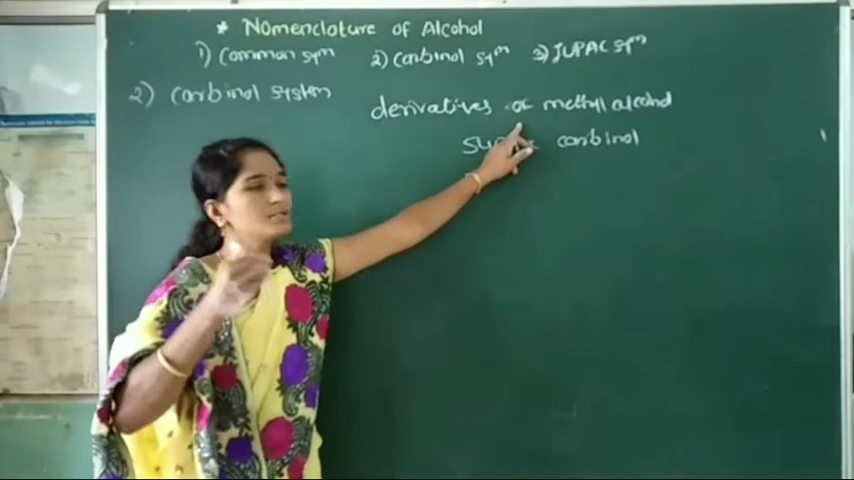 * Nomenclature of Alcohol
1) Common sym 2) Carbinol sym 3) IUPAC sym
2) Carbinol system
derivatives of methyl alcohol
carbinol